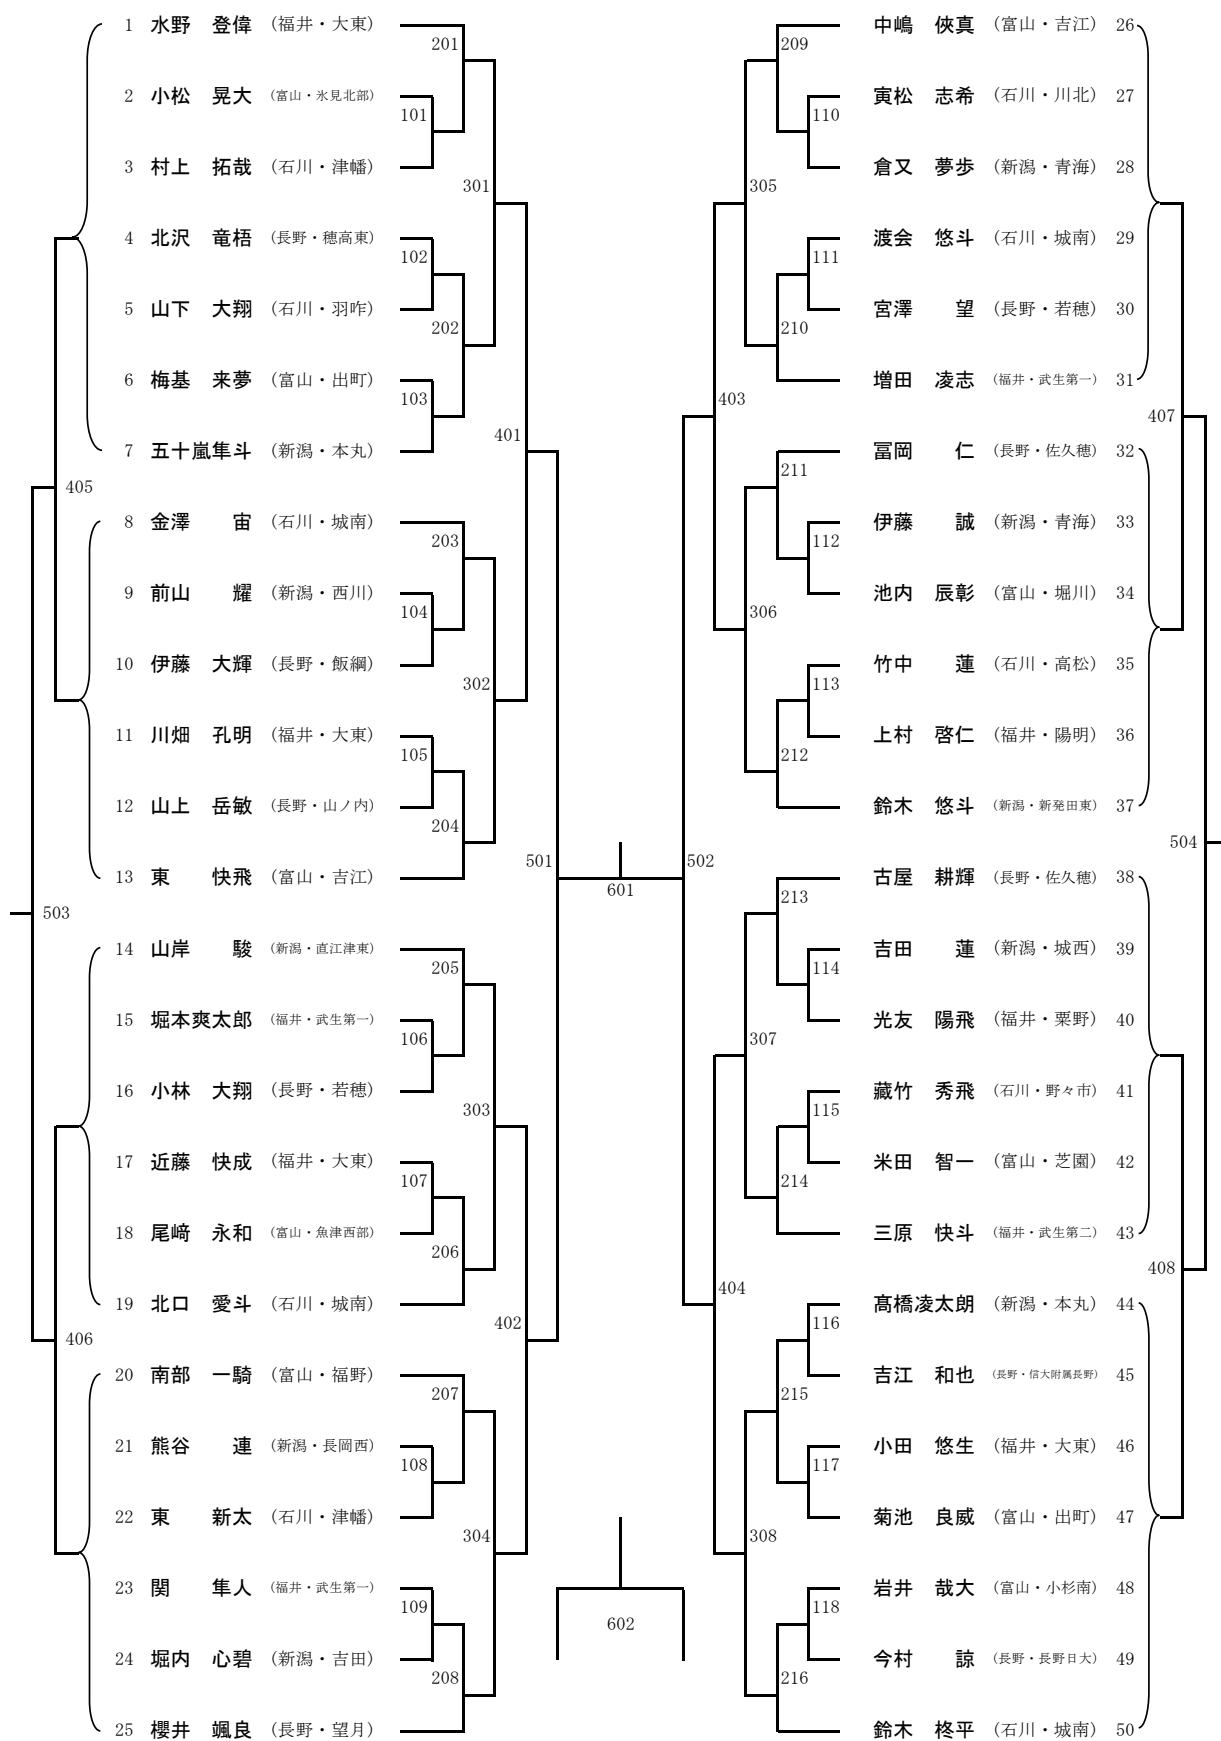 1 水野 登偉 (福井・大東)
2 小松 晃大 (富山・氷見北部)
3 村上 拓哉 (石川・津幡)
4 北沢 竜梧 (長野・穂高東)
5 山下 大翔 (石川・羽咋)
6 梅基 来夢 (富山・出町)
7 五十嵐隼斗 (新潟・本丸)
8 金澤 宙 (石川・城南)
9 前山 耀 (新潟・西川)
10 伊藤 大輝 (長野・飯綱)
11 川畑 孔明 (福井・大東)
12 山上 岳敏 (長野・山ノ内)
13 東 快飛 (富山・吉江)
14 山岸 駿 (新潟・直江津東)
15 堀本爽太郎 (福井・武生第一)
16 小林 大翔 (長野・若穂)
17 近藤 快成 (福井・大東)
18 尾﨑 永和 (富山・魚津西部)
19 北口 愛斗 (石川・城南)
20 南部 一騎 (富山・福野)
21 熊谷 連 (新潟・長岡西)
22 東 新太 (石川・津幡)
23 関 隼人 (福井・武生第一)
24 堀内 心碧 (新潟・吉田)
25 櫻井 颯良 (長野・望月)
101
102
103
104
105
106
107
108
109
201
202
203
204
205
206
207
208
301
302
303
304
401
402
405
406
501
503
601
602
502
中嶋 俠真 (富山・吉江) 26
寅松 志希 (石川・川北) 27
倉又 夢歩 (新潟・青海) 28
渡会 悠斗 (石川・城南) 29
宮澤 望 (長野・若穂) 30
増田 凌志 (福井・武生第一) 31
冨岡 仁 (長野・佐久穂) 32
伊藤 誠 (新潟・青海) 33
池内 辰彰 (富山・堀川) 34
竹中 蓮 (石川・高松) 35
上村 啓仁 (福井・陽明) 36
鈴木 悠斗 (新潟・新発田東) 37
古屋 耕輝 (長野・佐久穂) 38
吉田 蓮 (新潟・城西) 39
光友 陽飛 (福井・粟野) 40
藏竹 秀飛 (石川・野々市) 41
米田 智一 (富山・芝園) 42
三原 快斗 (福井・武生第二) 43
髙橋凌太朗 (新潟・本丸) 44
吉江 和也 (長野・信大附属長野) 45
小田 悠生 (福井・大東) 46
菊池 良威 (富山・出町) 47
岩井 哉大 (富山・小杉南) 48
今村 諒 (長野・長野日大) 49
鈴木 柊平 (石川・城南) 50
110
111
112
113
114
115
116
117
118
209
210
211
212
213
214
215
216
305
306
307
308
403
404
407
408
504